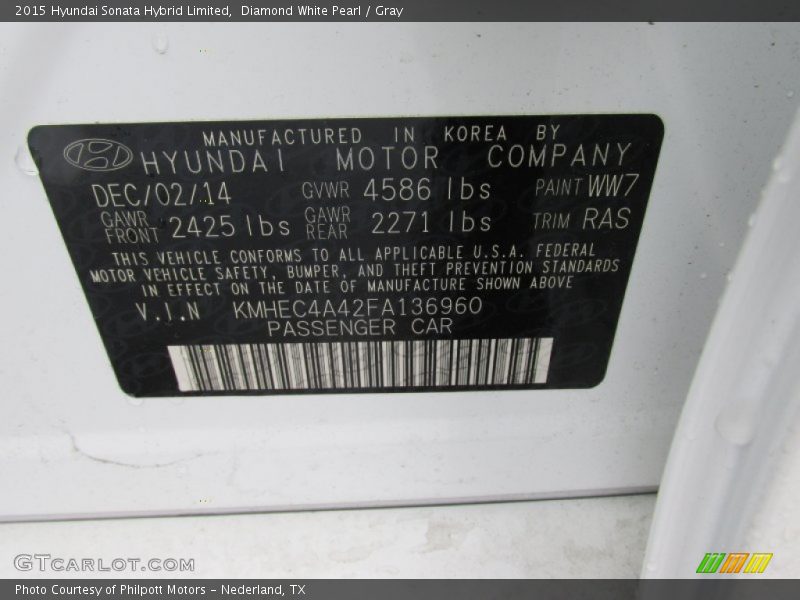 2015 Hyundai Sonata Hybrid Limited,  Diamond White Pearl / Gray
MANUFACTURED IN KOREA BY
HYUNDAI MOTOR COMPANY
DEC/02/14 GVWR 4586 lbs PAINT WW7
GAWR FRONT 2425 lbs GAWR REAR 2271 lbs TRIM RAS
THIS VEHICLE CONFORMS TO ALL APPLICABLE U.S.A. FEDERAL
MOTOR VEHICLE SAFETY, BUMPER, AND THEFT PREVENTION STANDARDS
IN EFFECT ON THE DATE OF MANUFACTURE SHOWN ABOVE
V.I.N KMHEC4A42FA136960
PASSENGER CAR
GTCARLOT.COM
Photo Courtesy of Philpott Motors - Nederland, TX